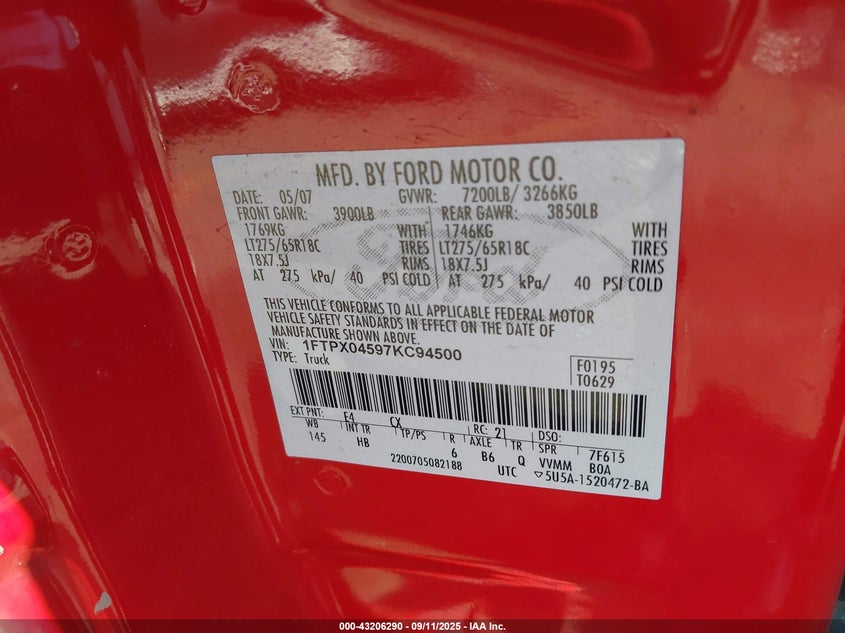 MFD. BY FORD MOTOR CO.
DATE: 05/07 GVWR: 7200LB/ 3266KG
FRONT GAWR: 3900LB REAR GAWR: 3850LB
1769KG WITH 1746KG WITH
LT275/65R18C TIRES LT275/65R18C TIRES
18X7.5J RIMS 18X7.5J RIMS
AT 275 kPa/ 40 PSI COLD AT 275 kPa/ 40 PSI COLD
Ford
THIS VEHICLE CONFORMS TO ALL APPLICABLE FEDERAL MOTOR
VEHICLE SAFETY STANDARDS IN EFFECT ON THE DATE OF
MANUFACTURE SHOWN ABOVE.
VIN: 1FTPX04597KC94500
TYPE: Truck
F0195
T0629
EXT PNT: E4 CX RC: 21 DSO:
WB INT TR TP/PS R AXLE TR SPR 7F615
145 HB 6 B6 Q VVMM BOA
2200705082188 UTC ▽5U5A-1520472-BA
000-43206290 - 09/11/2025 - IAA Inc.